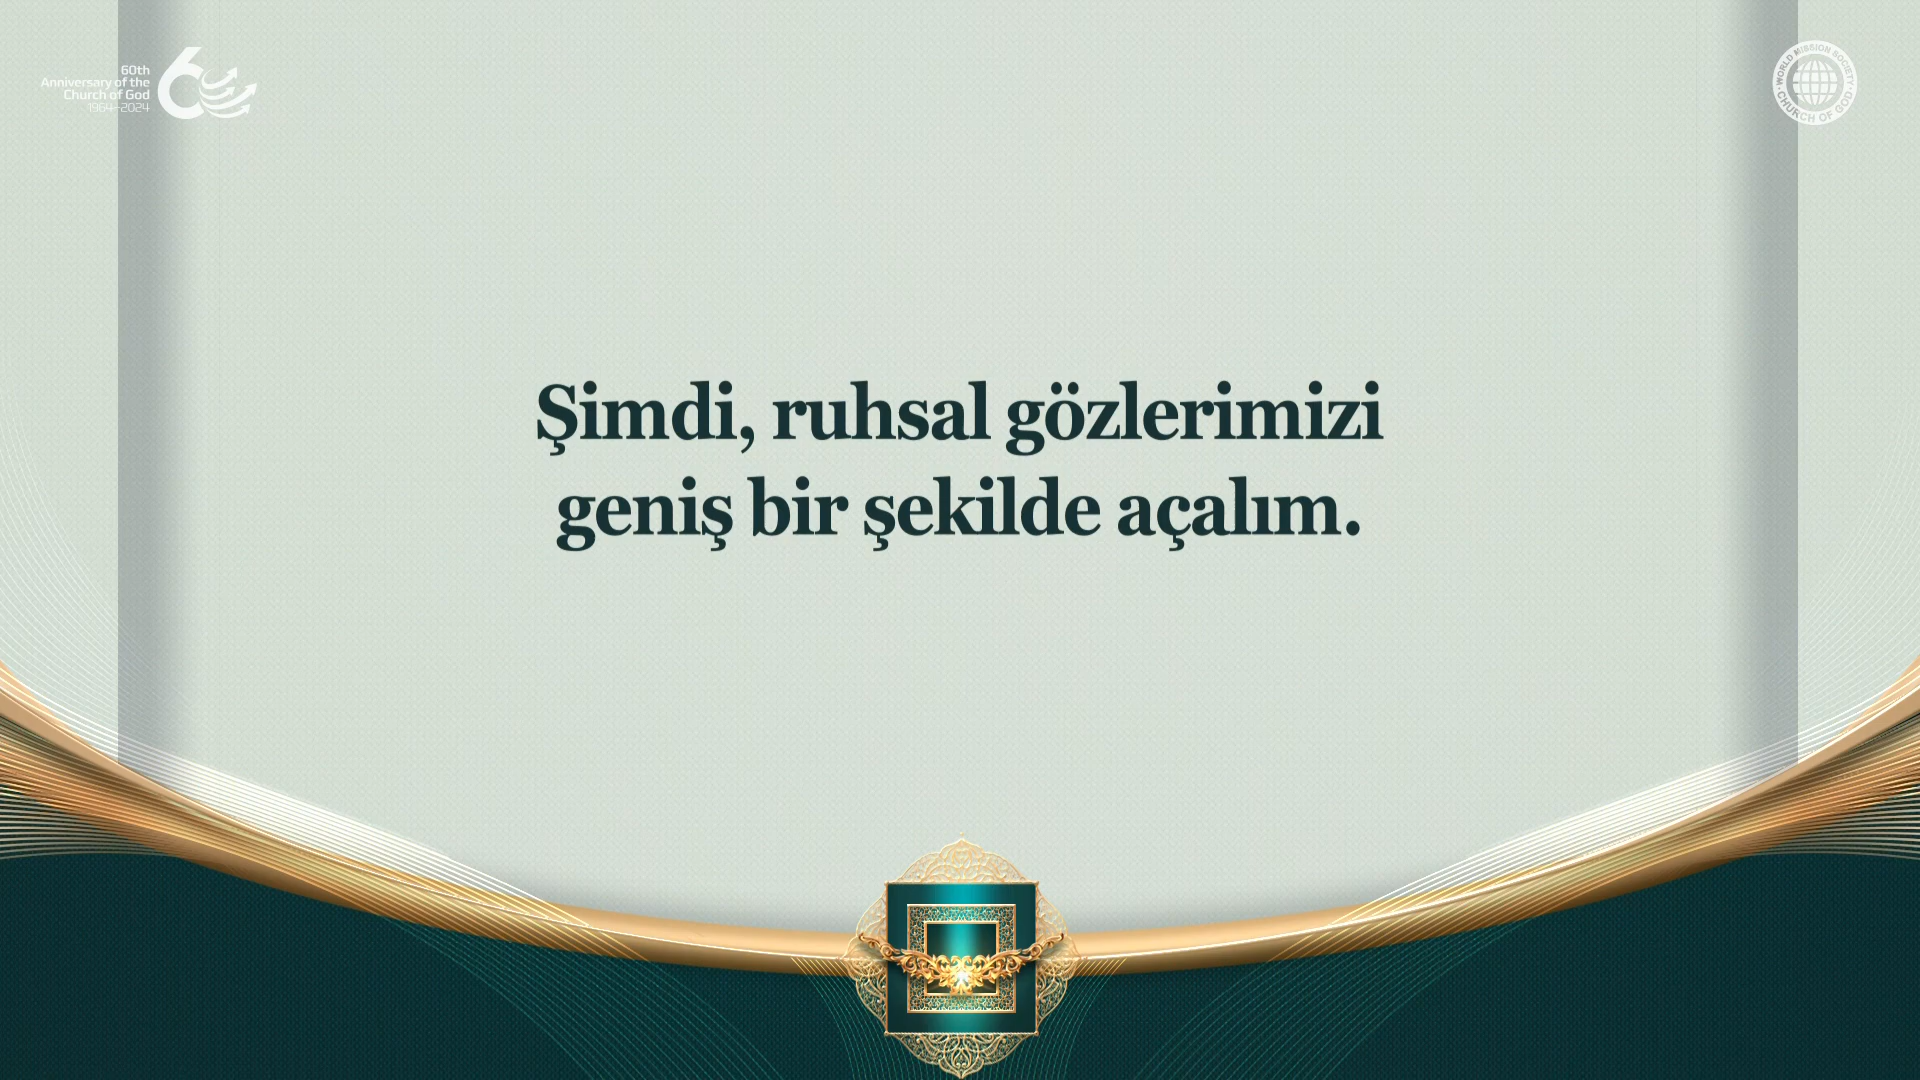 60th
Anniversary of the
Church of God
1964–2024
WORLD MISSION SOCIETY
CHURCH OF GOD
Şimdi, ruhsal gözlerimizi
geniş bir şekilde açalım.